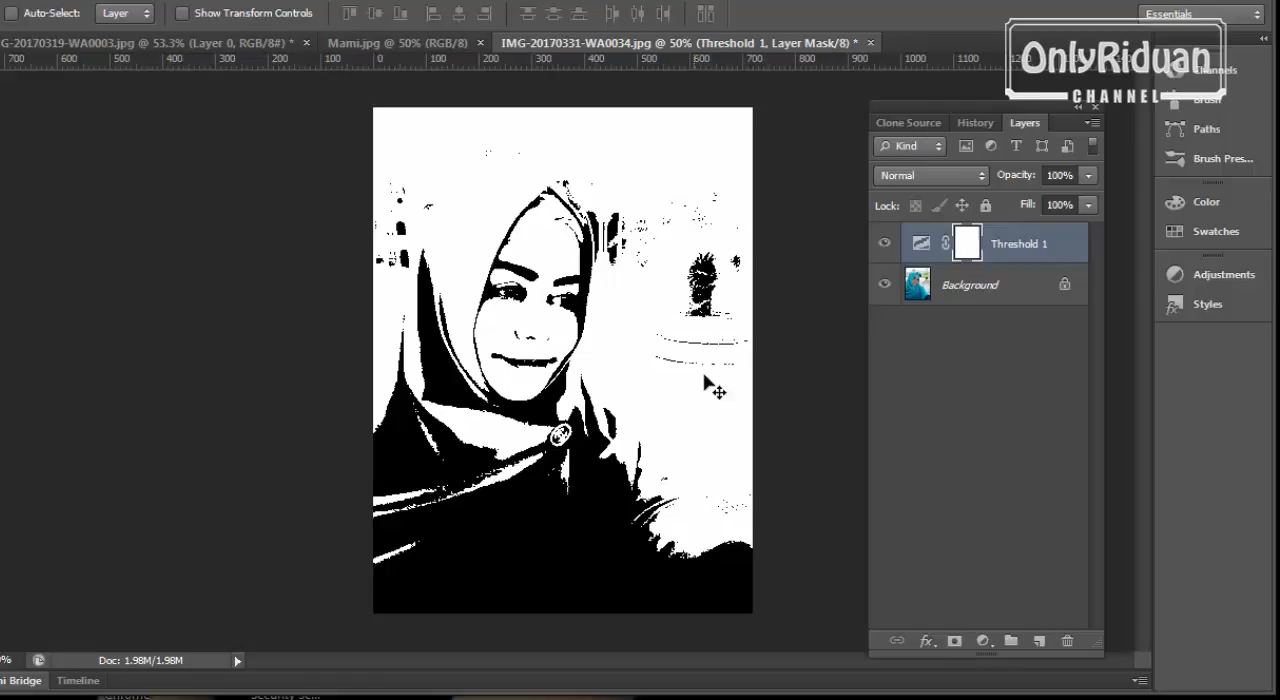 Auto-Select: Layer Show Transform Controls
Essentials
G-20170319-WA0003.jpg @ 53.3% (Layer 0, RGB/8#) * × Mami.jpg @ 50% (RGB/8) × IMG-20170331-WA0034.jpg @ 50% (Threshold 1, Layer Mask/8) * ×
700 600 500 400 300 200 100 0 100 200 300 400 500 600 700 800 900 1000 1100
OnlyRiduan
CHANNEL
Channels
Brush
Paths
Brush Pres...
Color
Swatches
Adjustments
Styles
Clone Source History Layers
Kind
Normal Opacity: 100%
Lock: Fill: 100%
Threshold 1
Background
fx
0% Doc: 1.98M/1.98M
ni Bridge Timeline